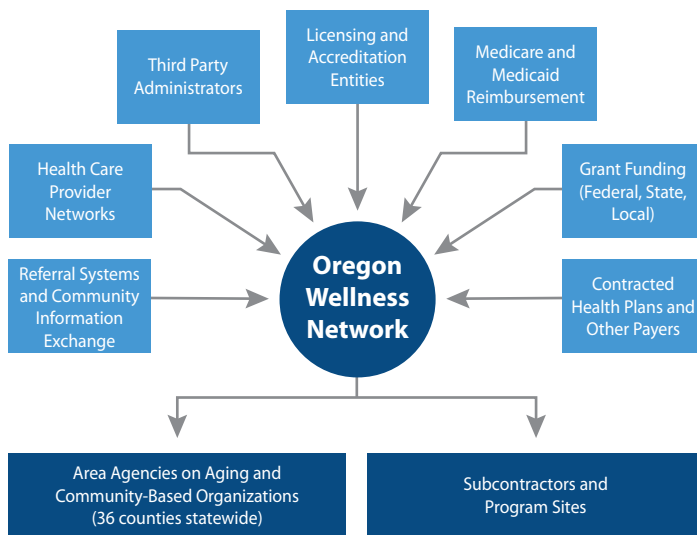 Licensing and
Accreditation
Entities
Third Party
Administrators
Medicare and
Medicaid
Reimbursement
Health Care
Provider
Networks
Grant Funding
(Federal, State,
Local)
Referral Systems
and Community
Information
Exchange
Oregon
Wellness
Network
Contracted
Health Plans and
Other Payers
Area Agencies on Aging and
Community-Based Organizations
(36 counties statewide)
Subcontractors and
Program Sites